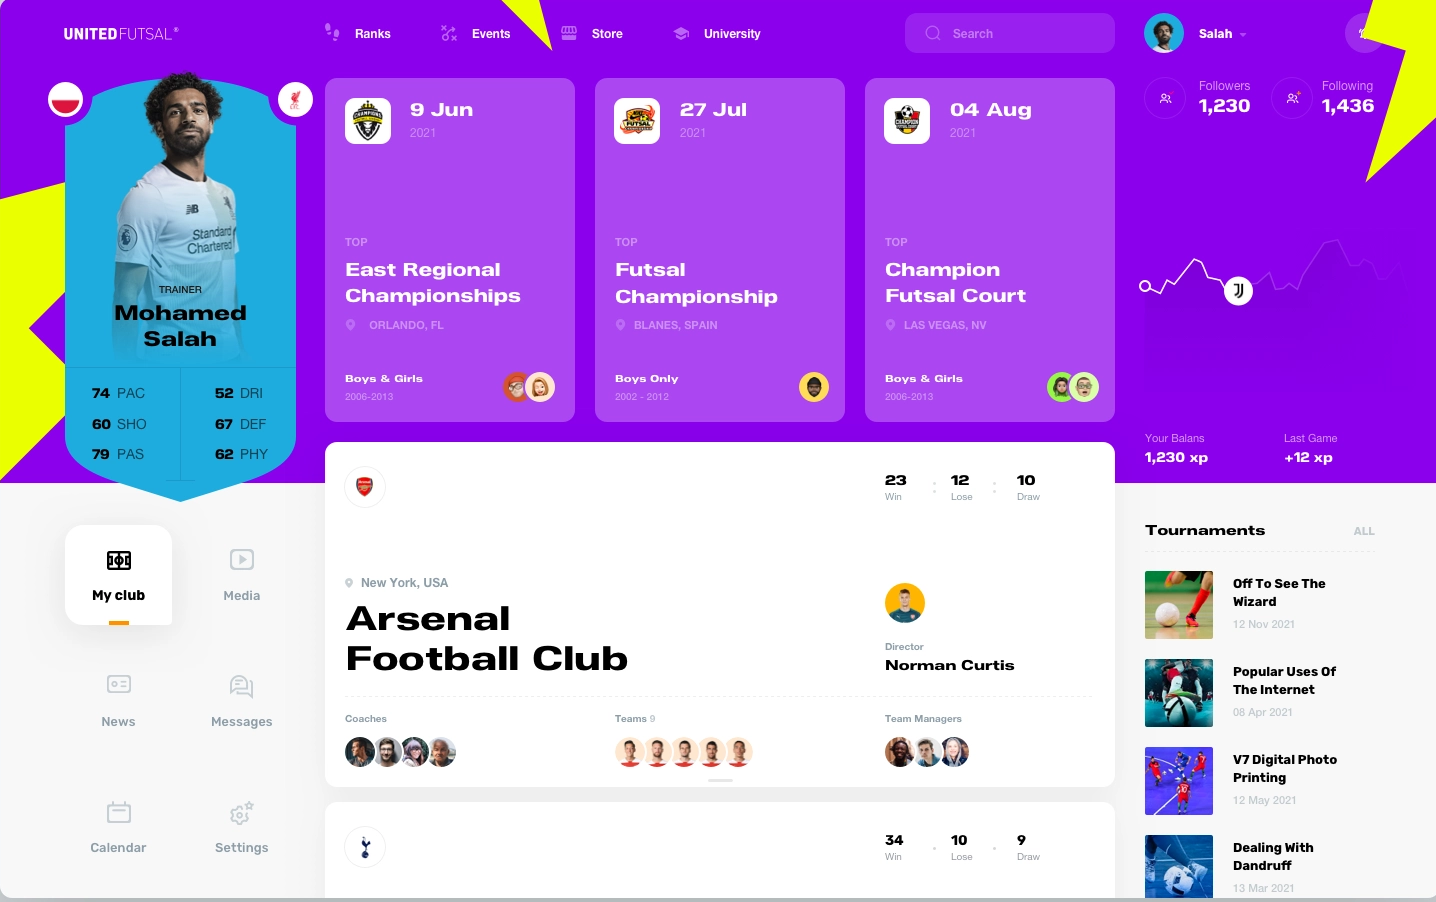 UNITEDFUTSAL®
Ranks
Events
Store
University
Search
Salah
Followers
1,230
Following
1,436
Standard
Chartered
TRAINER
Mohamed
Salah
74 PAC
52 DRI
60 SHO
67 DEF
79 PAS
62 PHY
9 Jun
2021
TOP
East Regional
Championships
ORLANDO, FL
Boys & Girls
2006-2013
27 Jul
2021
TOP
Futsal
Championship
BLANES, SPAIN
Boys Only
2002 - 2012
04 Aug
2021
TOP
Champion
Futsal Court
LAS VEGAS, NV
Boys & Girls
2006-2013
Your Balans
1,230 xp
Last Game
+12 xp
My club
Media
News
Messages
Calendar
Settings
23
Win
:
12
Lose
:
10
Draw
New York, USA
Arsenal
Football Club
Director
Norman Curtis
Coaches
Teams 9
Team Managers
34
Win
10
Lose
9
Draw
Tournaments
ALL
Off To See The
Wizard
12 Nov 2021
Popular Uses Of
The Internet
08 Apr 2021
V7 Digital Photo
Printing
12 May 2021
Dealing With
Dandruff
13 Mar 2021